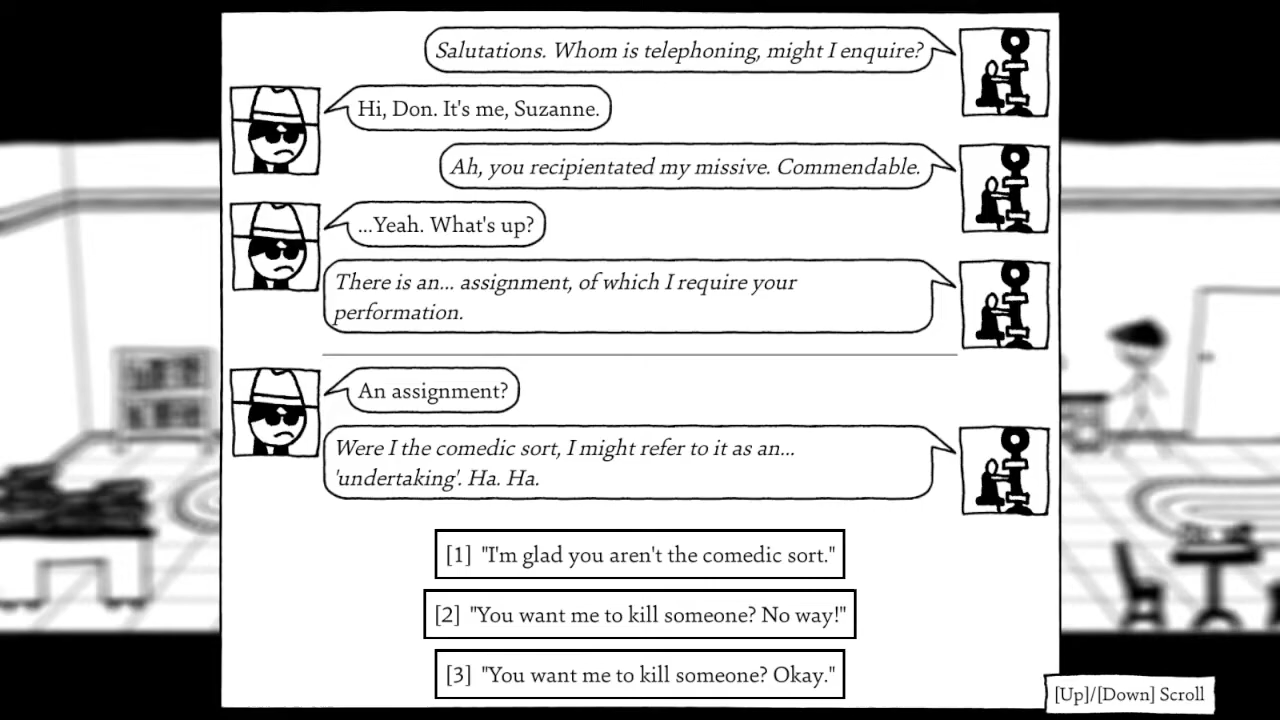 Salutations. Whom is telephoning, might I enquire?
Hi, Don. It's me, Suzanne.
Ah, you recipientated my missive. Commendable.
...Yeah. What's up?
There is an... assignment, of which I require your
performation.
An assignment?
Were I the comedic sort, I might refer to it as an...
'undertaking'. Ha. Ha.
[1] "I'm glad you aren't the comedic sort."
[2] "You want me to kill someone? No way!"
[3] "You want me to kill someone? Okay."
[Up]/[Down] Scroll